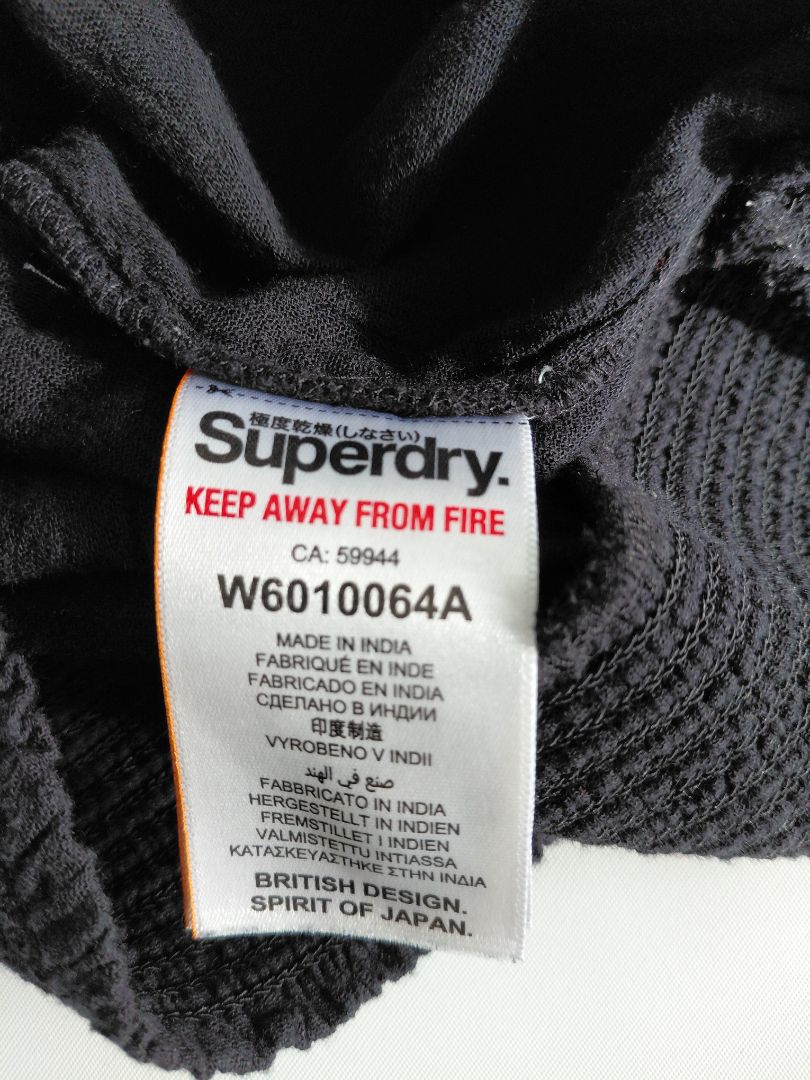 極度乾燥(しなさい)
Superdry.
KEEP AWAY FROM FIRE
CA: 59944
W6010064A
MADE IN INDIA
FABRIQUÉ EN INDE
FABRICADO EN INDIA
СДЕЛАНО В ИНДИИ
印度制造
VYROBENO V INDII
صنع في الهند
FABBRICATO IN INDIA
HERGESTELLT IN INDIEN
FREMSTILLET I INDIEN
VALMISTETTU INTIASSA
ΚΑΤΑΣΚΕΥΑΣΤΗΚΕ ΣΤΗΝ ΙΝΔΙΑ
BRITISH DESIGN.
SPIRIT OF JAPAN.